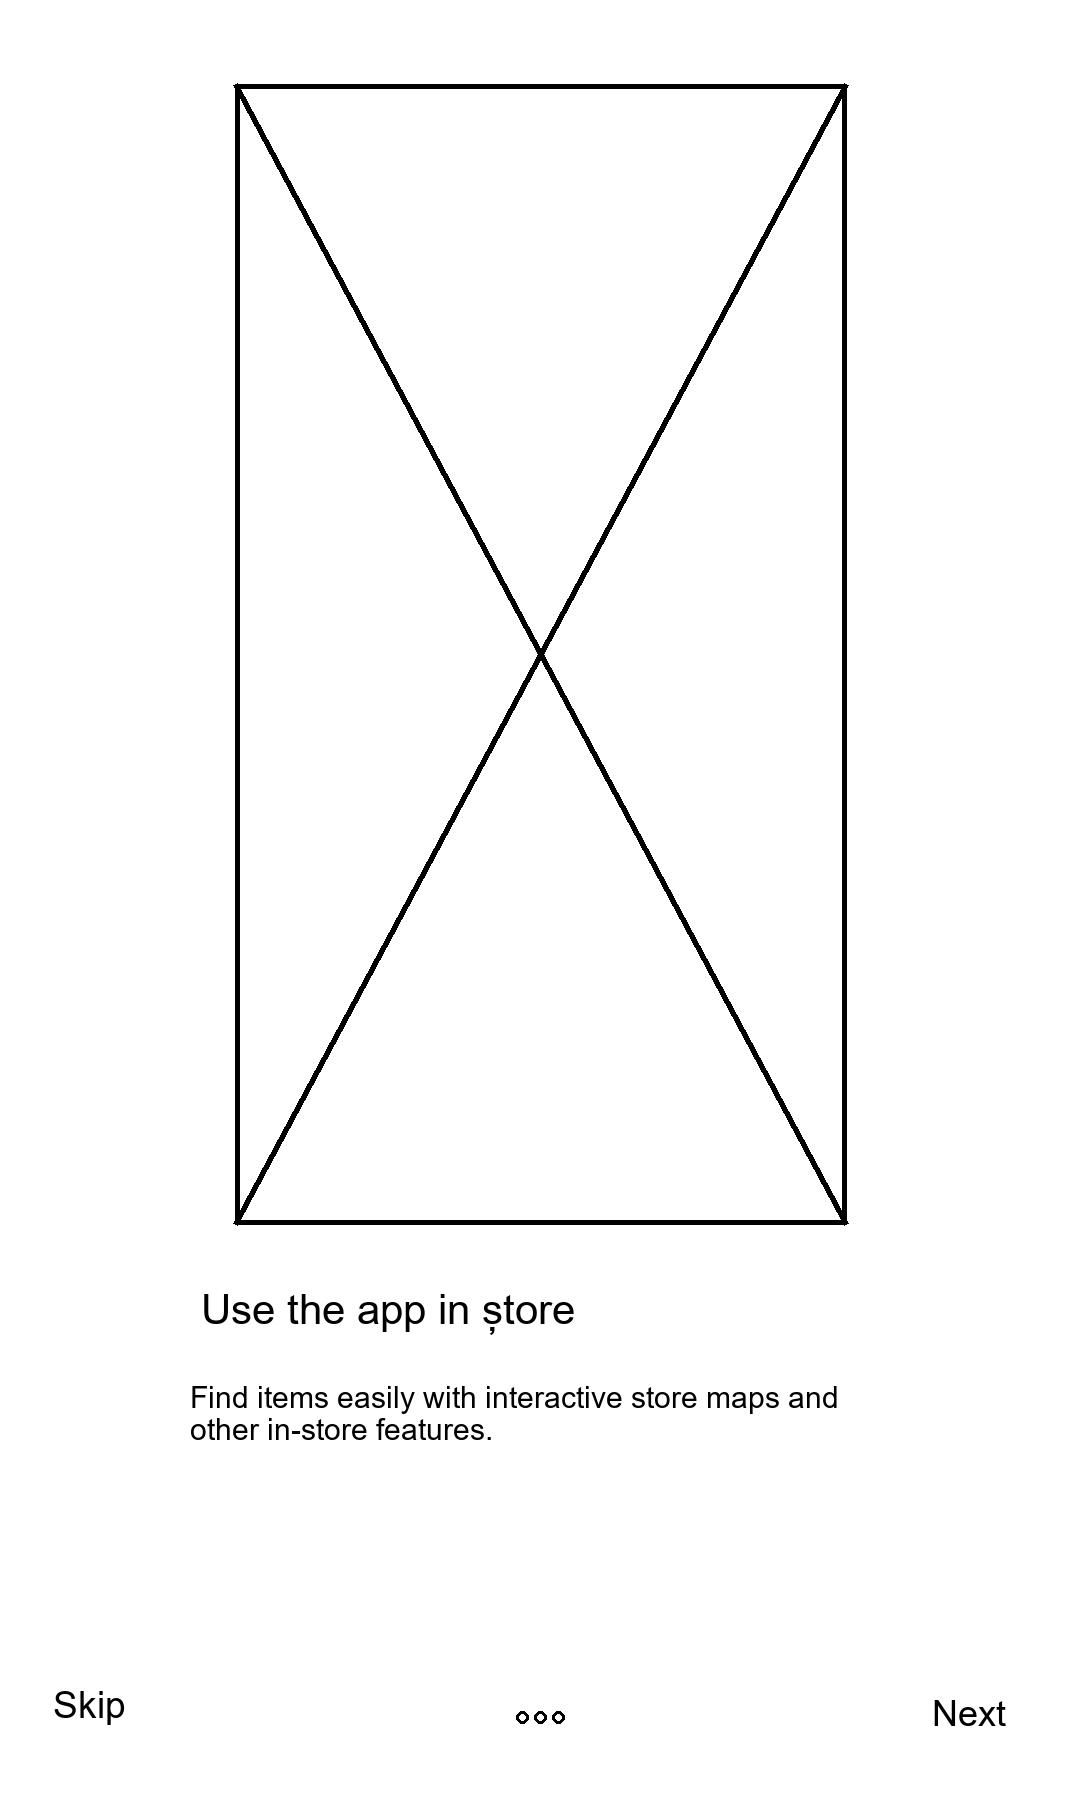 Use the app in ștore
Find items easily with interactive store maps and
other in-store features.
Skip
Next